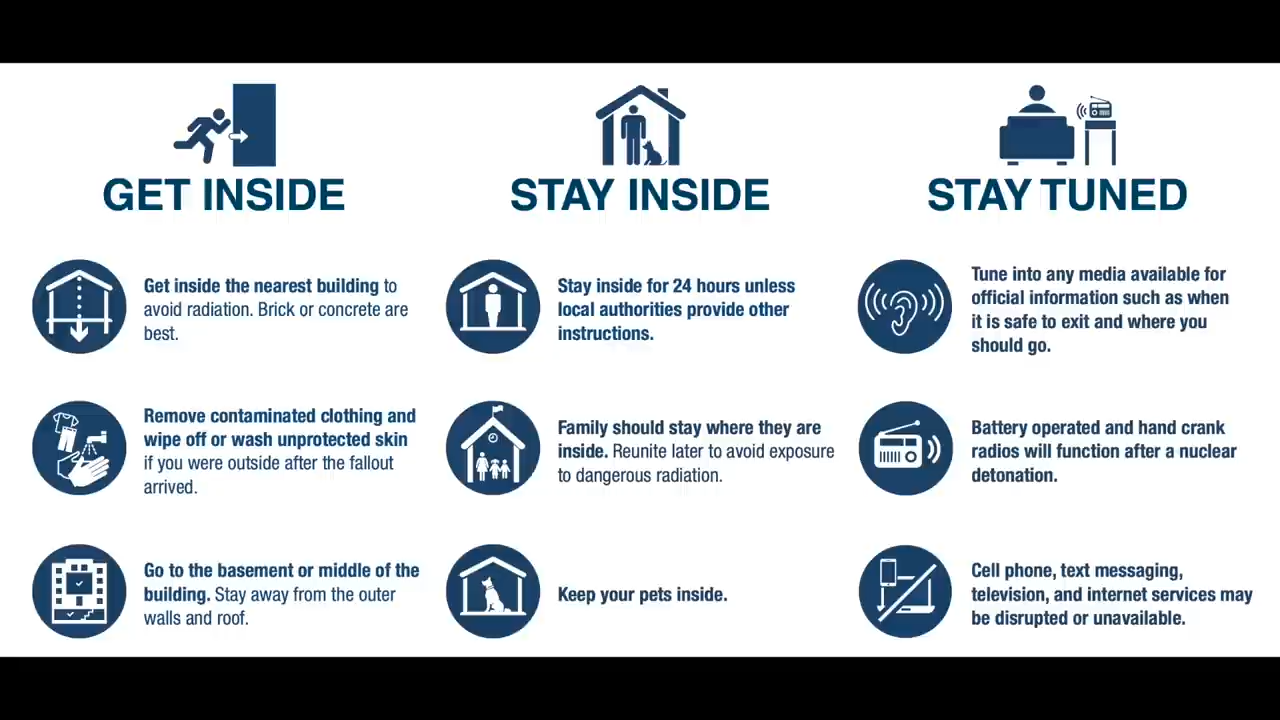 GET INSIDE
Get inside the nearest building to
avoid radiation. Brick or concrete are
best.
Remove contaminated clothing and
wipe off or wash unprotected skin
if you were outside after the fallout
arrived.
Go to the basement or middle of the
building. Stay away from the outer
walls and roof.
STAY INSIDE
Stay inside for 24 hours unless
local authorities provide other
instructions.
Family should stay where they are
inside. Reunite later to avoid exposure
to dangerous radiation.
Keep your pets inside.
STAY TUNED
Tune into any media available for
official information such as when
it is safe to exit and where you
should go.
Battery operated and hand crank
radios will function after a nuclear
detonation.
Cell phone, text messaging,
television, and internet services may
be disrupted or unavailable.